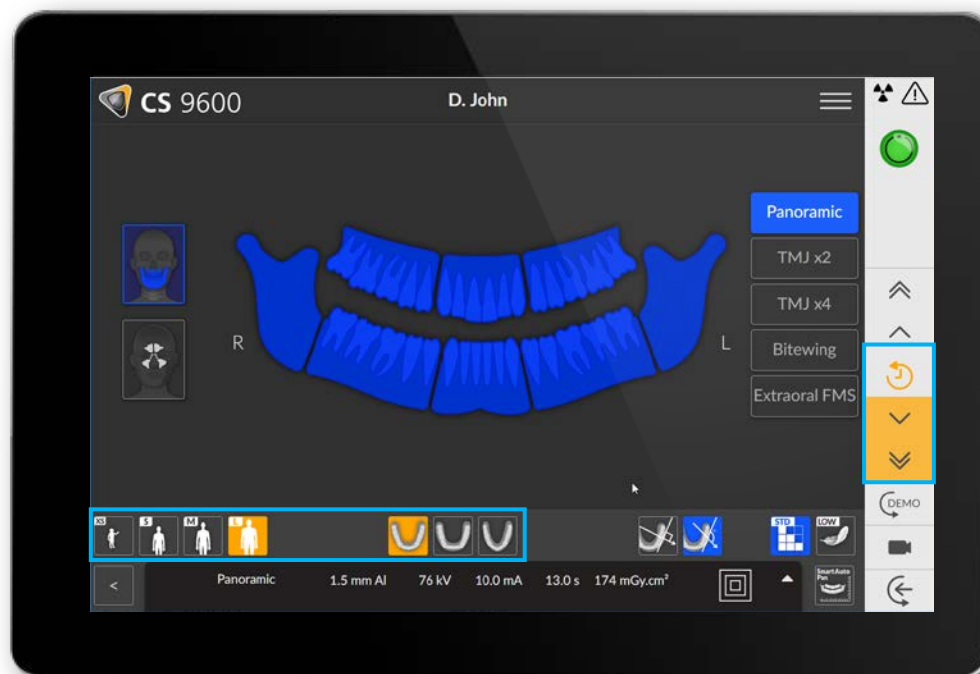 CS 9600
D. John
Panoramic
TMJ x2
TMJ x4
R
L
Bitewing
Extraoral FMS
DEMO
XS
S
M
L
STD
LOW
< Panoramic 1.5 mm Al 76 kV 10.0 mA 13.0 s 174 mGy.cm²
SmartAuto
Pan